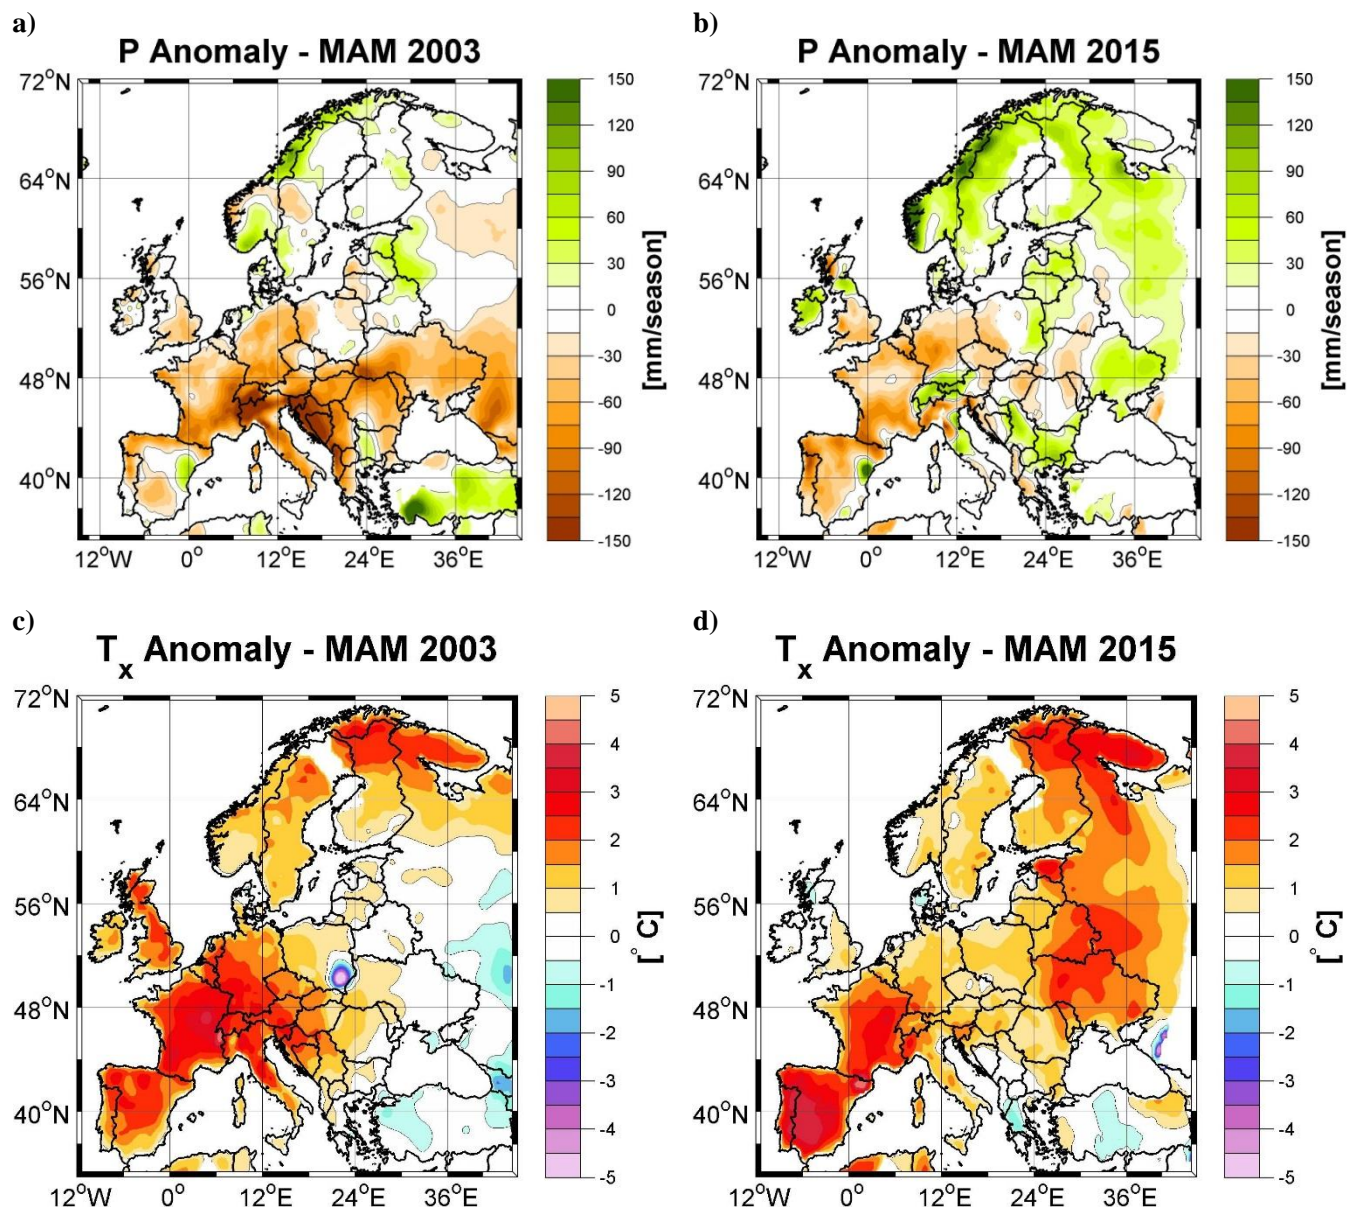 a)
P Anomaly - MAM 2003
72°N
64°N
56°N
48°N
40°N
12°W 0° 12°E 24°E 36°E
150
120
90
60
30
0
-30
-60
-90
-120
-150
[mm/season]
b)
P Anomaly - MAM 2015
72°N
64°N
56°N
48°N
40°N
12°W 0° 12°E 24°E 36°E
150
120
90
60
30
0
-30
-60
-90
-120
-150
[mm/season]
c)
Tx Anomaly - MAM 2003
72°N
64°N
56°N
48°N
40°N
12°W 0° 12°E 24°E 36°E
5
4
3
2
1
0
-1
-2
-3
-4
-5
[°C]
d)
Tx Anomaly - MAM 2015
72°N
64°N
56°N
48°N
40°N
12°W 0° 12°E 24°E 36°E
5
4
3
2
1
0
-1
-2
-3
-4
-5
[°C]